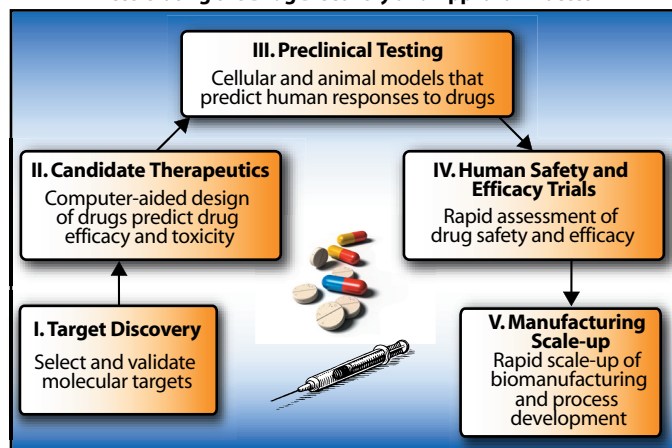 III. Preclinical Testing
Cellular and animal models that
predict human responses to drugs
II. Candidate Therapeutics
Computer-aided design
of drugs predict drug
efficacy and toxicity
IV. Human Safety and
Efficacy Trials
Rapid assessment of
drug safety and efficacy
I. Target Discovery
Select and validate
molecular targets
V. Manufacturing
Scale-up
Rapid scale-up of
biomanufacturing
and process
development